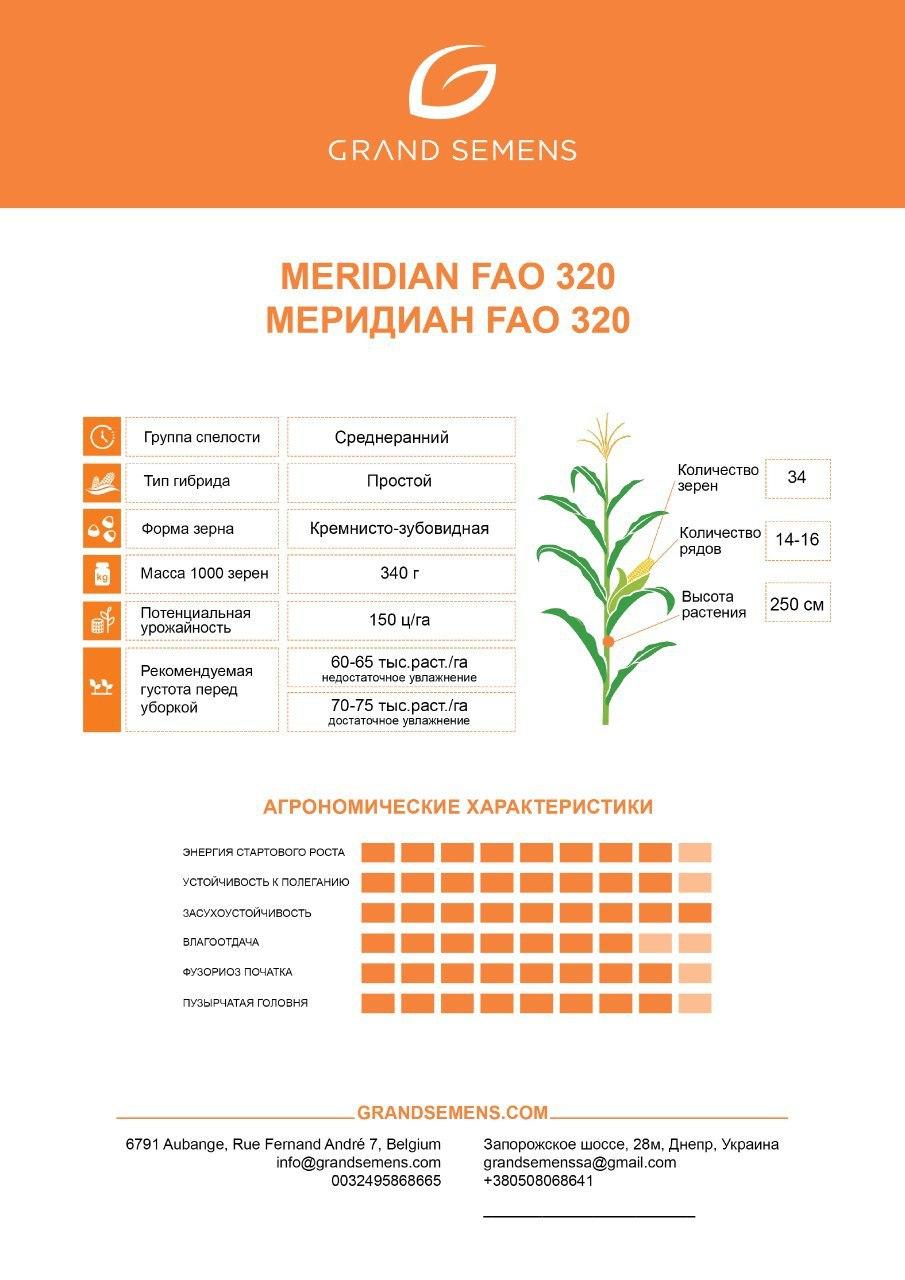 GRAND SEMENS
MERIDIAN FAO 320
МЕРИДИАН FAO 320
Группа спелости
Среднеранний
Тип гибрида
Простой
Форма зерна
Кремнисто-зубовидная
kg
Масса 1000 зерен
340 г
Потенциальная
урожайность
150 ц/га
Рекомендуемая
густота перед
уборкой
60-65 тыс.раст./га
недостаточное увлажнение
70-75 тыс.раст./га
достаточное увлажнение
Количество
зерен
34
Количество
рядов
14-16
Высота
растения
250 см
АГРОНОМИЧЕСКИЕ ХАРАКТЕРИСТИКИ
ЭНЕРГИЯ СТАРТОВОГО РОСТА
УСТОЙЧИВОСТЬ К ПОЛЕГАНИЮ
ЗАСУХОУСТОЙЧИВОСТЬ
ВЛАГООТДАЧА
ФУЗОРИОЗ ПОЧАТКА
ПУЗЫРЧАТАЯ ГОЛОВНЯ
GRANDSEMENS.COM
6791 Aubange, Rue Fernand André 7, Belgium
info@grandsemens.com
0032495868665
Запорожское шоссе, 28м, Днепр, Украина
grandsemenssa@gmail.com
+380508068641